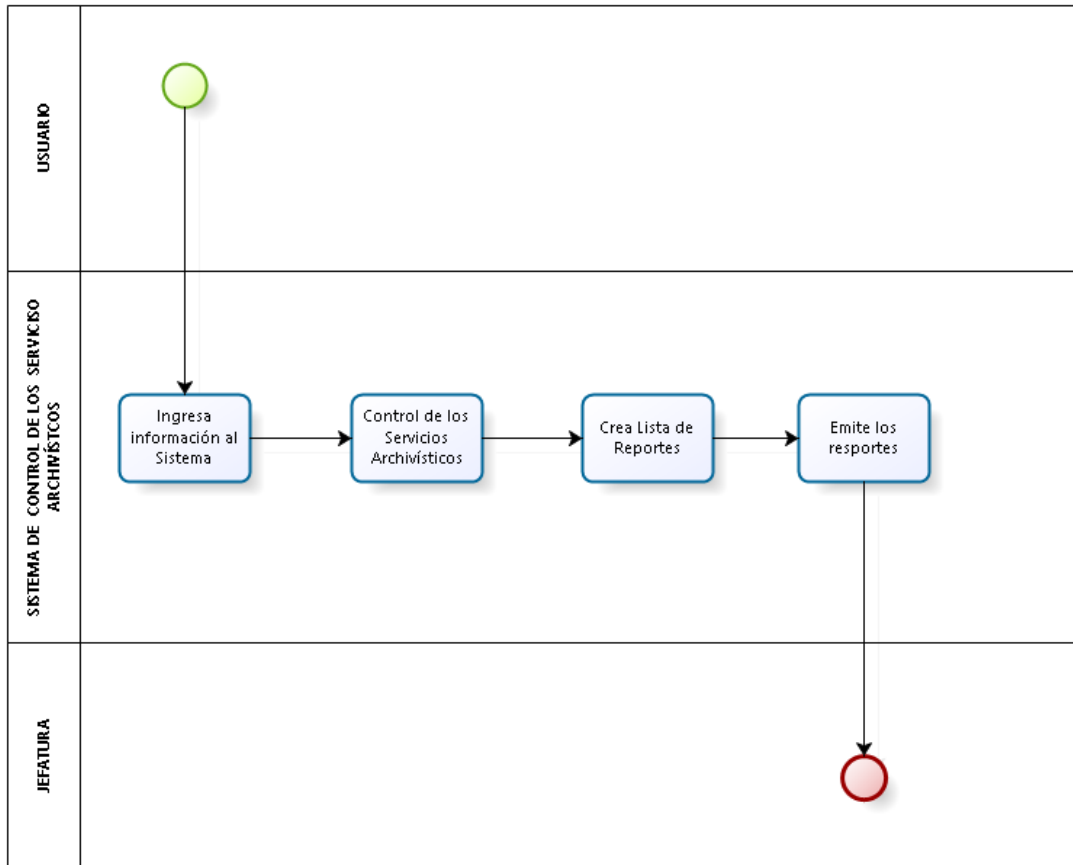 USUARIO
SISTEMA DE CONTROL DE LOS SERVICISO
ARCHIVÍSTCOS
Ingresa
información al
Sistema
Control de los
Servicios
Archivísticos
Crea Lista de
Reportes
Emite los
resportes
JEFATURA